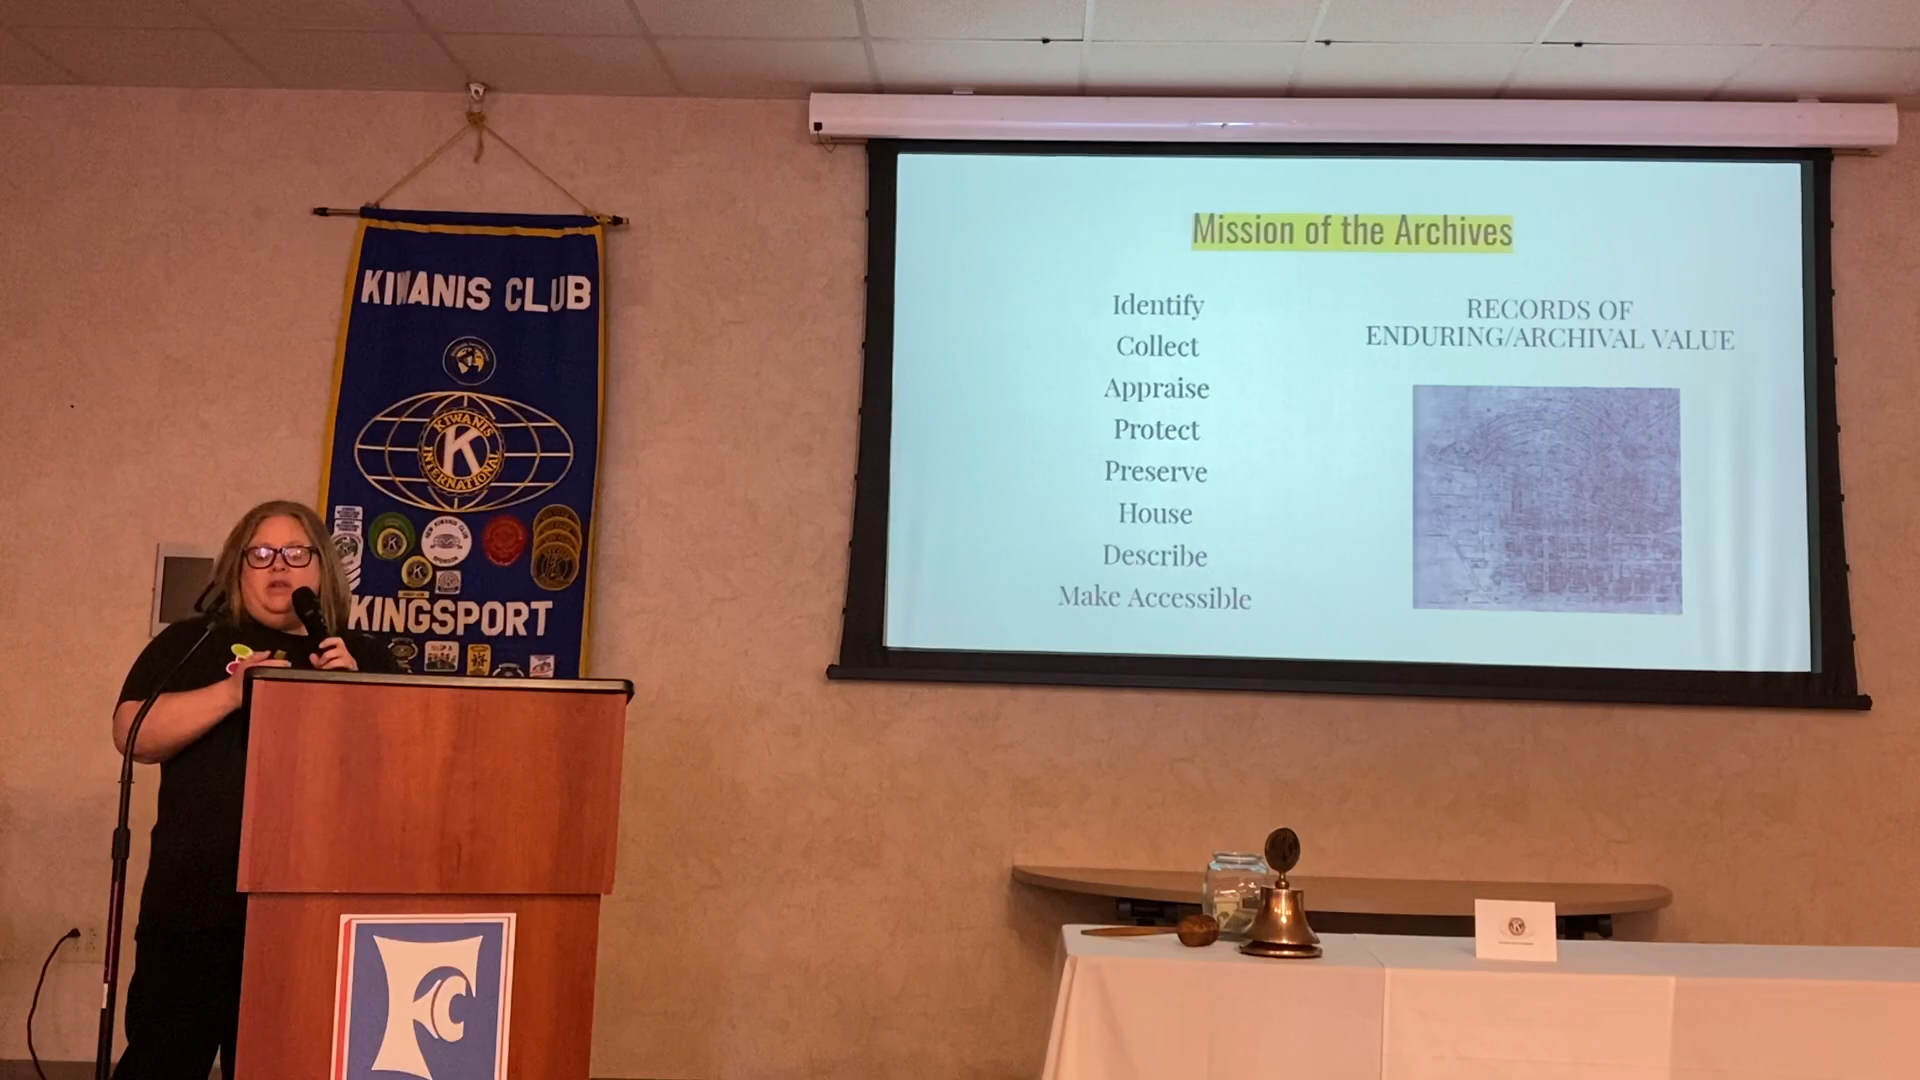 KIWANIS CLUB
KIWANIS
K
INTERNATIONAL
KINGSPORT
Mission of the Archives
Identify
Collect
Appraise
Protect
Preserve
House
Describe
Make Accessible
RECORDS OF
ENDURING/ARCHIVAL VALUE